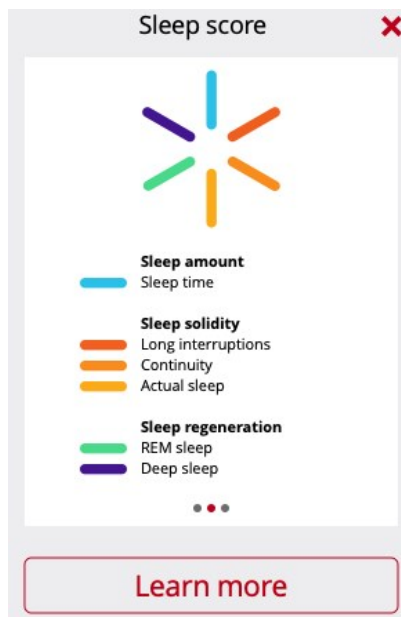 Sleep score
Sleep amount
Sleep time
Sleep solidity
Long interruptions
Continuity
Actual sleep
Sleep regeneration
REM sleep
Deep sleep
Learn more